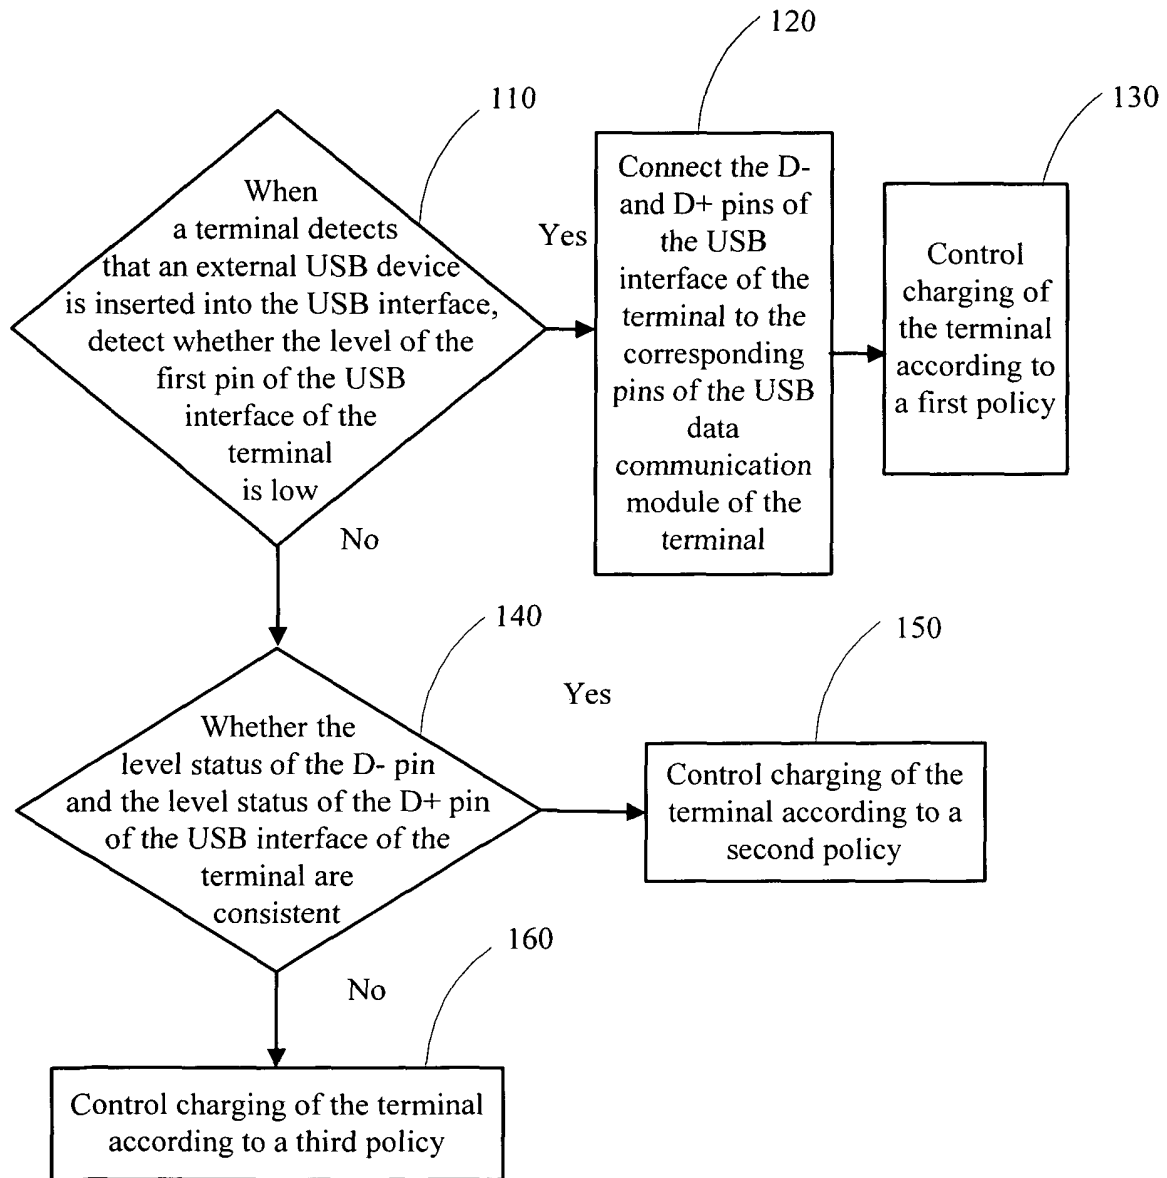 120
110
130
When
a terminal detects
that an external USB device
is inserted into the USB interface,
detect whether the level of the
first pin of the USB
interface of the
terminal
is low
Yes
Connect the D-
and D+ pins of
the USB
interface of the
terminal to the
corresponding
pins of the USB
data
communication
module of the
terminal
Control
charging of
the terminal
according to
a first policy
No
140
150
Whether the
level status of the D- pin
and the level status of the D+ pin
of the USB interface of the
terminal are
consistent
Yes
Control charging of the
terminal according to a
second policy
160
No
Control charging of the terminal
according to a third policy